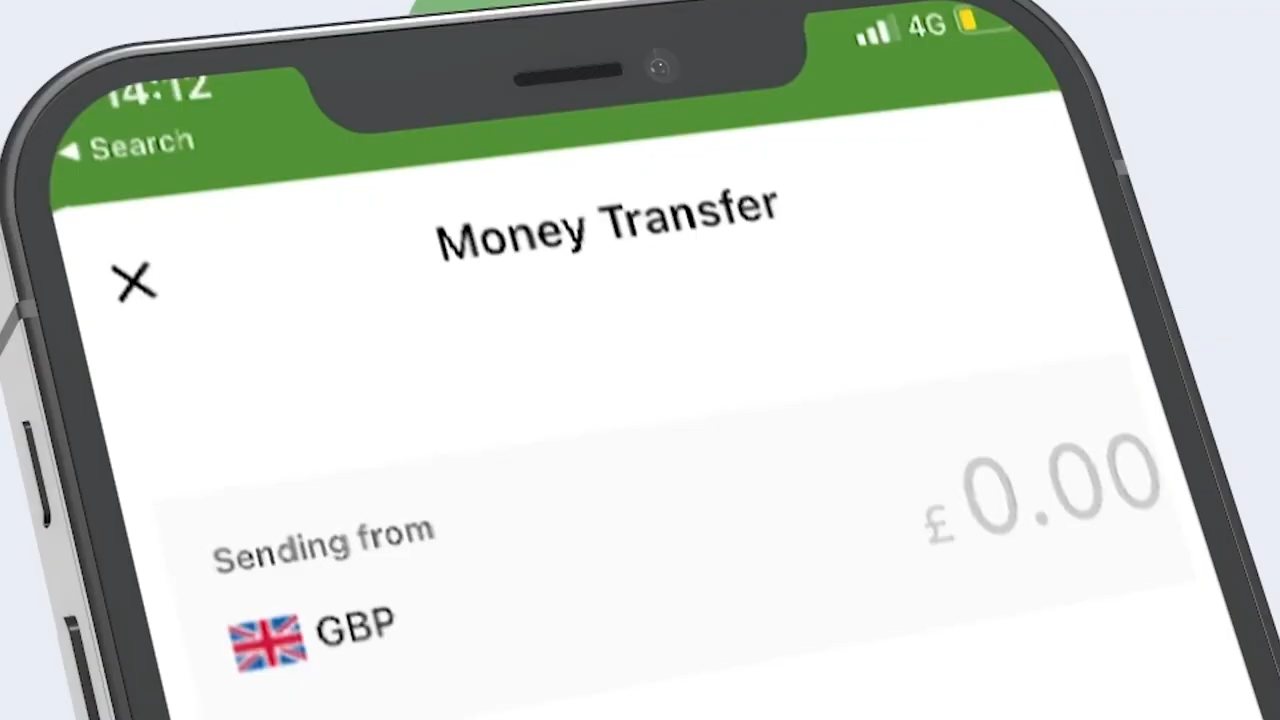 14:12
4G
◀ Search
Money Transfer
Sending from
£0.00
GBP